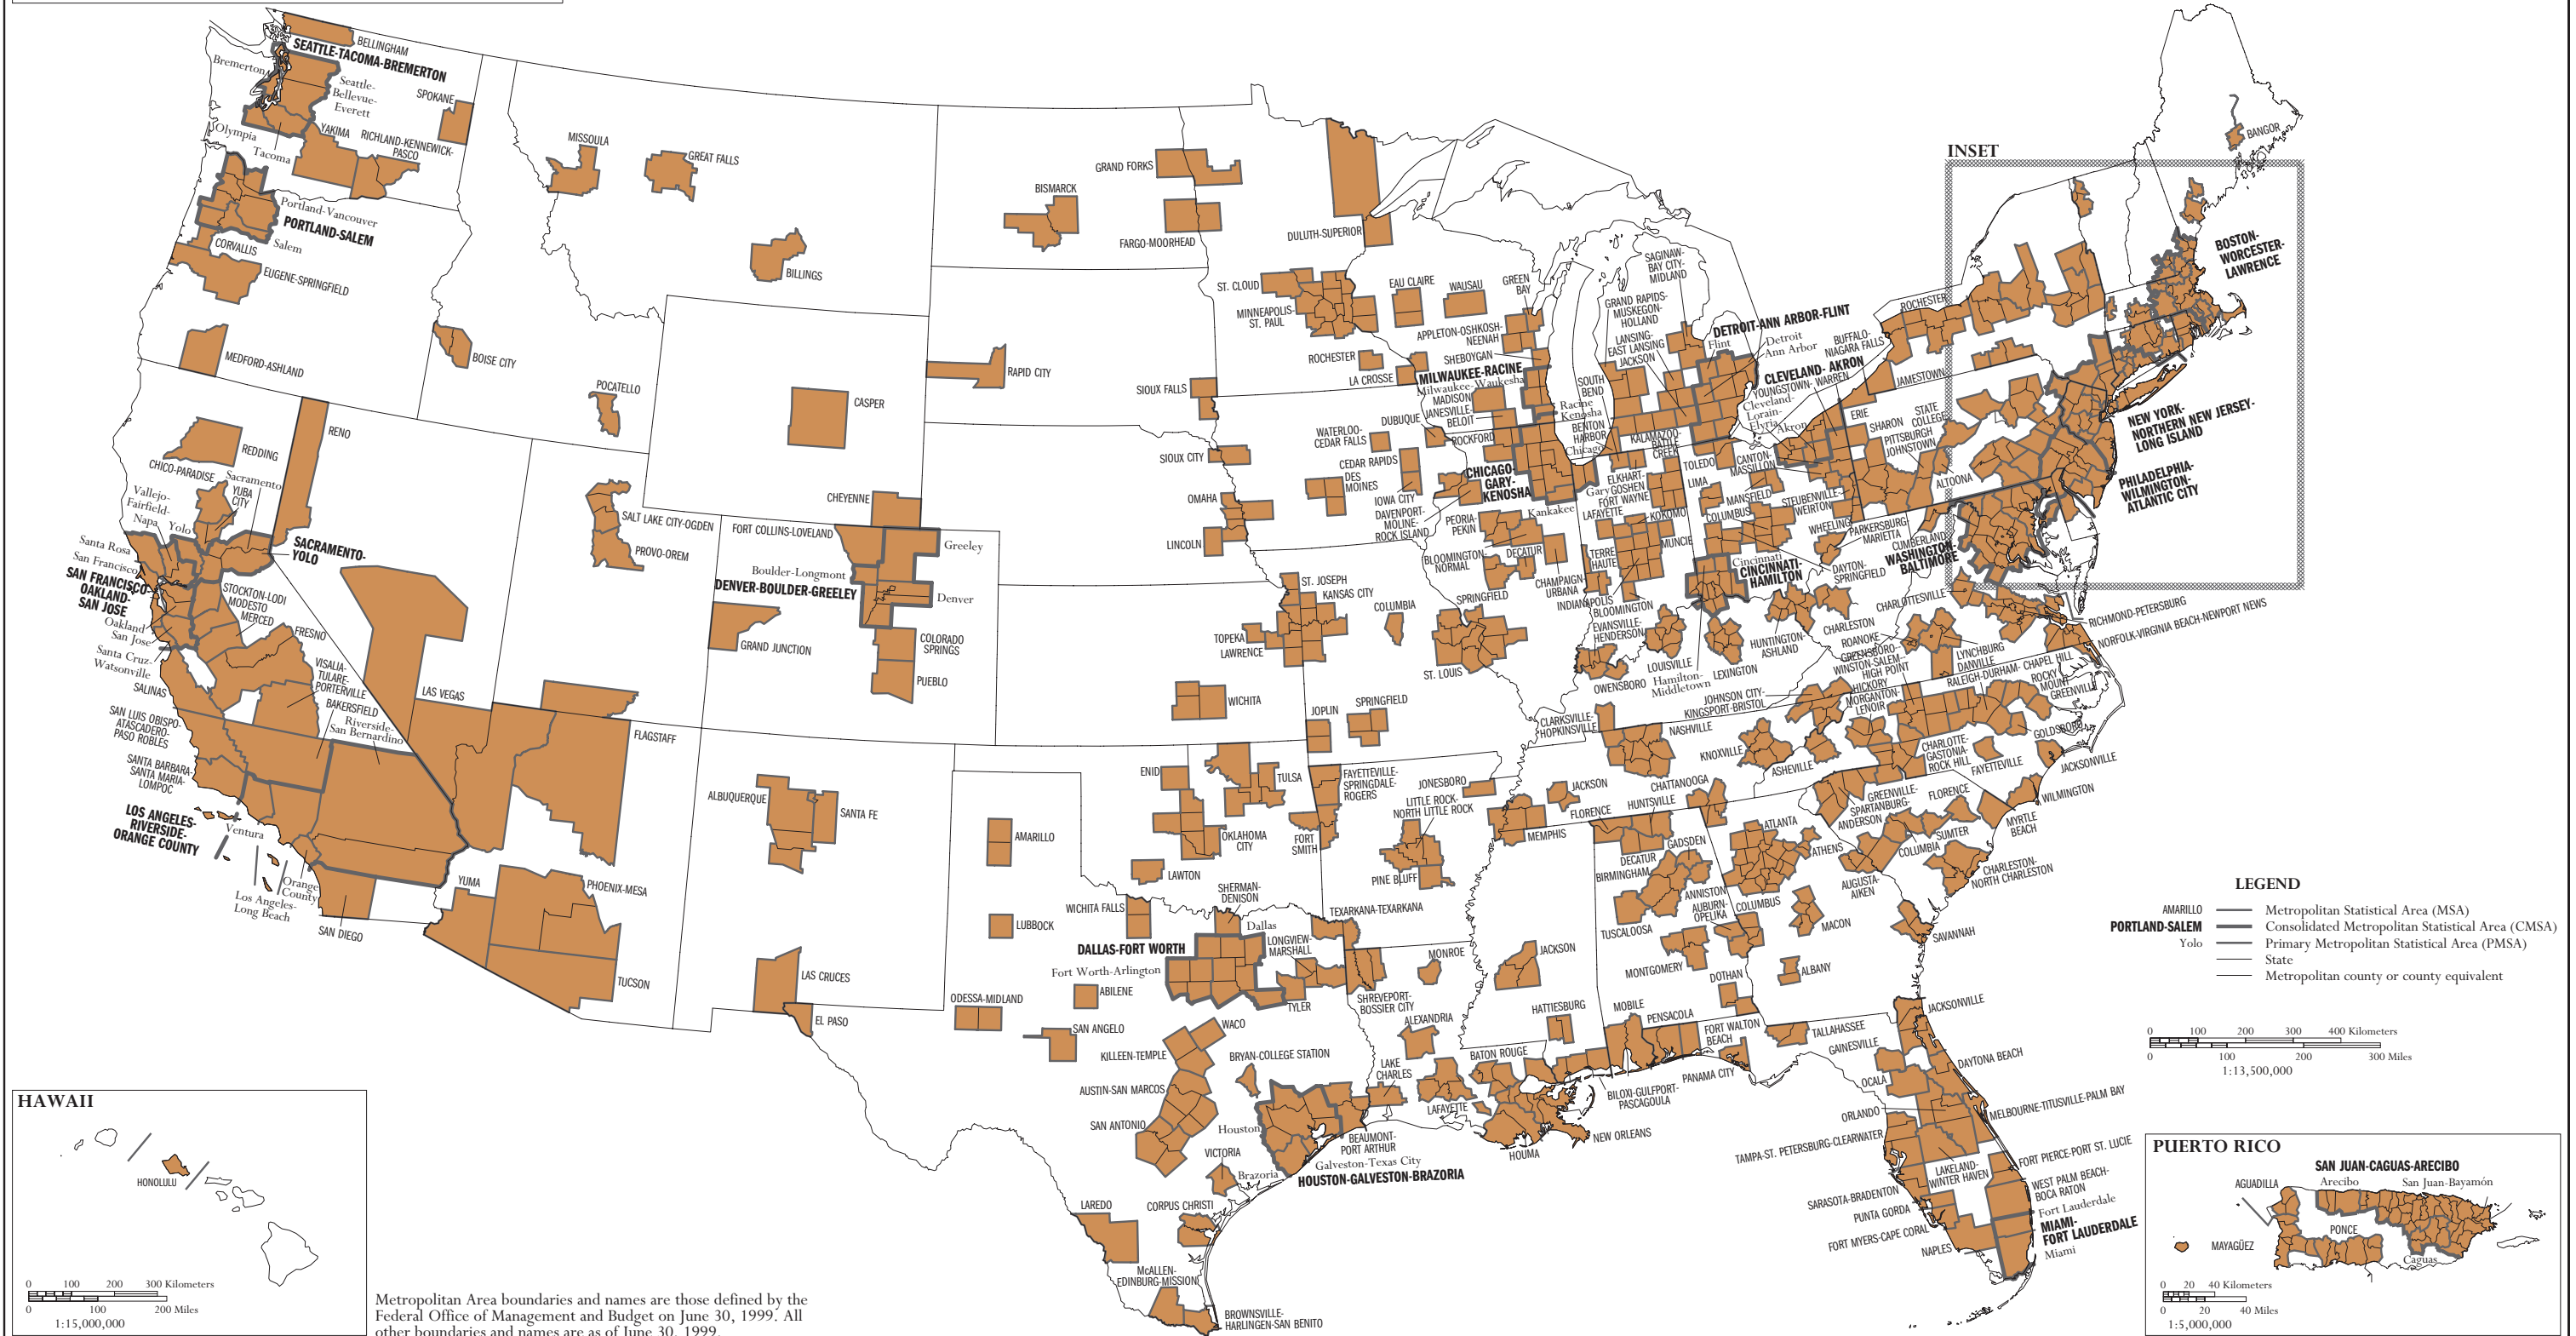 BELLINGHAM
SEATTLE-TACOMA-BREMERTON
Bremerton
Seattle-
Bellevue-
Everett
SPOKANE
Olympia
Tacoma
YAKIMA
RICHLAND-KENNEWICK-
PASCO
Portland-Vancouver
PORTLAND-SALEM
Salem
CORVALLIS
EUGENE-SPRINGFIELD
MEDFORD-ASHLAND
MISSOULA
GREAT FALLS
BILLINGS
BOISE CITY
POCATELLO
CASPER
CHEYENNE
BISMARCK
GRAND FORKS
FARGO-MOORHEAD
RAPID CITY
SIOUX FALLS
SIOUX CITY
OMAHA
LINCOLN
DULUTH-SUPERIOR
ST. CLOUD
MINNEAPOLIS-
ST. PAUL
ROCHESTER
LA CROSSE
EAU CLAIRE
WAUSAU
GREEN
BAY
APPLETON-OSHKOSH-
NEENAH
SHEBOYGAN
MILWAUKEE-RACINE
Milwaukee-Waukesha
MADISON
JANESVILLE-
BELOIT
Racine
Kenosha
DUBUQUE
ROCKFORD
WATERLOO-
CEDAR FALLS
CEDAR RAPIDS
DES
MOINES
IOWA CITY
DAVENPORT-
MOLINE-
ROCK ISLAND
CHICAGO-
GARY-
KENOSHA
Chicago
Gary
Kankakee
PEORIA-
PEKIN
BLOOMINGTON-
NORMAL
DECATUR
CHAMPAIGN-
URBANA
SPRINGFIELD
SAGINAW-
BAY CITY-
MIDLAND
GRAND RAPIDS-
MUSKEGON-
HOLLAND
LANSING-
EAST LANSING
JACKSON
DETROIT-ANN ARBOR-FLINT
Flint
Detroit
Ann Arbor
SOUTH
BEND
BENTON
HARBOR
KALAMAZOO-
BATTLE
CREEK
ELKHART-
GOSHEN
FORT WAYNE
LAFAYETTE
KOKOMO
MUNCIE
TERRE
HAUTE
INDIANAPOLIS
BLOOMINGTON
EVANSVILLE-
HENDERSON
OWENSBORO
LOUISVILLE
LEXINGTON
Hamilton-
Middletown
Cincinnati
CINCINNATI-
HAMILTON
DAYTON-
SPRINGFIELD
TOLEDO
LIMA
MANSFIELD
COLUMBUS
CANTON-
MASSILLON
CLEVELAND- AKRON
YOUNGSTOWN- WARREN
Cleveland-
Lorain-
Elyria
Akron
STEUBENVILLE-
WEIRTON
WHEELING
PARKERSBURG-
MARIETTA
HUNTINGTON-
ASHLAND
CHARLESTON
BUFFALO-
NIAGARA FALLS
ROCHESTER
JAMESTOWN
ERIE
SHARON
PITTSBURGH
JOHNSTOWN
STATE
COLLEGE
ALTOONA
CUMBERLAND
WASHINGTON-
BALTIMORE
INSET
BANGOR
BOSTON-
WORCESTER-
LAWRENCE
NEW YORK-
NORTHERN NEW JERSEY-
LONG ISLAND
PHILADELPHIA-
WILMINGTON-
ATLANTIC CITY
CHARLOTTESVILLE
RICHMOND-PETERSBURG
NORFOLK-VIRGINIA BEACH-NEWPORT NEWS
ROANOKE
LYNCHBURG
DANVILLE
GREENSBORO--
WINSTON-SALEM--
HIGH POINT
RALEIGH-DURHAM- CHAPEL HILL
ROCKY
MOUNT
GREENVILLE
GOLDSBORO
JACKSONVILLE
HICKORY
MORGANTON-
LENOIR
JOHNSON CITY-
KINGSPORT-BRISTOL
KNOXVILLE
ASHEVILLE
CHARLOTTE-
GASTONIA-
ROCK HILL
FAYETTEVILLE
WILMINGTON
GREENVILLE-
SPARTANBURG-
ANDERSON
FLORENCE
SUMTER
MYRTLE
BEACH
COLUMBIA
CHARLESTON-
NORTH CHARLESTON
AUGUSTA-
AIKEN
SAVANNAH
ATLANTA
ATHENS
MACON
COLUMBUS
ALBANY
CLARKSVILLE-
HOPKINSVILLE
NASHVILLE
CHATTANOOGA
JACKSON
MEMPHIS
FLORENCE
HUNTSVILLE
DECATUR
GADSDEN
BIRMINGHAM
ANNISTON
AUBURN-
OPELIKA
TUSCALOOSA
MONTGOMERY
DOTHAN
MOBILE
PENSACOLA
FORT WALTON
BEACH
PANAMA CITY
TALLAHASSEE
JACKSONVILLE
GAINESVILLE
DAYTONA BEACH
OCALA
ORLANDO
MELBOURNE-TITUSVILLE-PALM BAY
TAMPA-ST. PETERSBURG-CLEARWATER
LAKELAND-
WINTER HAVEN
FORT PIERCE-PORT ST. LUCIE
WEST PALM BEACH-
BOCA RATON
SARASOTA-BRADENTON
PUNTA GORDA
FORT MYERS-CAPE CORAL
NAPLES
Fort Lauderdale
MIAMI-
FORT LAUDERDALE
Miami
REDDING
RENO
CHICO-PARADISE
Sacramento
YUBA
CITY
Vallejo-
Fairfield-
Napa
Yolo
SACRAMENTO-
YOLO
Santa Rosa
San Francisco
SAN FRANCISCO-
OAKLAND-
SAN JOSE
Oakland
San Jose
Santa Cruz-
Watsonville
STOCKTON-LODI
MODESTO
MERCED
FRESNO
SALINAS
VISALIA-
TULARE-
PORTERVILLE
BAKERSFIELD
Riverside-
San Bernardino
SAN LUIS OBISPO-
ATASCADERO-
PASO ROBLES
SANTA BARBARA-
SANTA MARIA-
LOMPOC
LOS ANGELES-
RIVERSIDE-
ORANGE COUNTY
Ventura
Orange
County
Los Angeles-
Long Beach
SAN DIEGO
LAS VEGAS
SALT LAKE CITY-OGDEN
PROVO-OREM
FLAGSTAFF
YUMA
PHOENIX-MESA
TUCSON
FORT COLLINS-LOVELAND
Greeley
Boulder-Longmont
DENVER-BOULDER-GREELEY
Denver
GRAND JUNCTION
COLORADO
SPRINGS
PUEBLO
ALBUQUERQUE
SANTA FE
LAS CRUCES
EL PASO
ST. JOSEPH
KANSAS CITY
COLUMBIA
TOPEKA
LAWRENCE
ST. LOUIS
WICHITA
JOPLIN
SPRINGFIELD
ENID
TULSA
OKLAHOMA
CITY
LAWTON
FAYETTEVILLE-
SPRINGDALE-
ROGERS
FORT
SMITH
JONESBORO
LITTLE ROCK-
NORTH LITTLE ROCK
PINE BLUFF
AMARILLO
LUBBOCK
WICHITA FALLS
SHERMAN-
DENISON
TEXARKANA-TEXARKANA
DALLAS-FORT WORTH
Dallas
Fort Worth-Arlington
LONGVIEW-
MARSHALL
TYLER
ABILENE
ODESSA-MIDLAND
SAN ANGELO
WACO
KILLEEN-TEMPLE
BRYAN-COLLEGE STATION
AUSTIN-SAN MARCOS
SAN ANTONIO
Houston
BEAUMONT-
PORT ARTHUR
Galveston-Texas City
HOUSTON-GALVESTON-BRAZORIA
Brazoria
VICTORIA
CORPUS CHRISTI
LAREDO
McALLEN-
EDINBURG-MISSION
BROWNSVILLE-
HARLINGEN-SAN BENITO
MONROE
SHREVEPORT-
BOSSIER CITY
ALEXANDRIA
LAKE
CHARLES
LAFAYETTE
BATON ROUGE
HOUMA
NEW ORLEANS
JACKSON
HATTIESBURG
BILOXI-GULFPORT-
PASCAGOULA
LEGEND
AMARILLO Metropolitan Statistical Area (MSA)
PORTLAND-SALEM Consolidated Metropolitan Statistical Area (CMSA)
Yolo Primary Metropolitan Statistical Area (PMSA)
State
Metropolitan county or county equivalent
0 100 200 300 400 Kilometers
0 100 200 300 Miles
1:13,500,000
HAWAII
HONOLULU
0 100 200 300 Kilometers
0 100 200 Miles
1:15,000,000
Metropolitan Area boundaries and names are those defined by the
Federal Office of Management and Budget on June 30, 1999. All
other boundaries and names are as of June 30, 1999.
PUERTO RICO
SAN JUAN-CAGUAS-ARECIBO
AGUADILLA
Arecibo
San Juan-Bayamón
PONCE
MAYAGÜEZ
Caguas
0 20 40 Kilometers
0 20 40 Miles
1:5,000,000